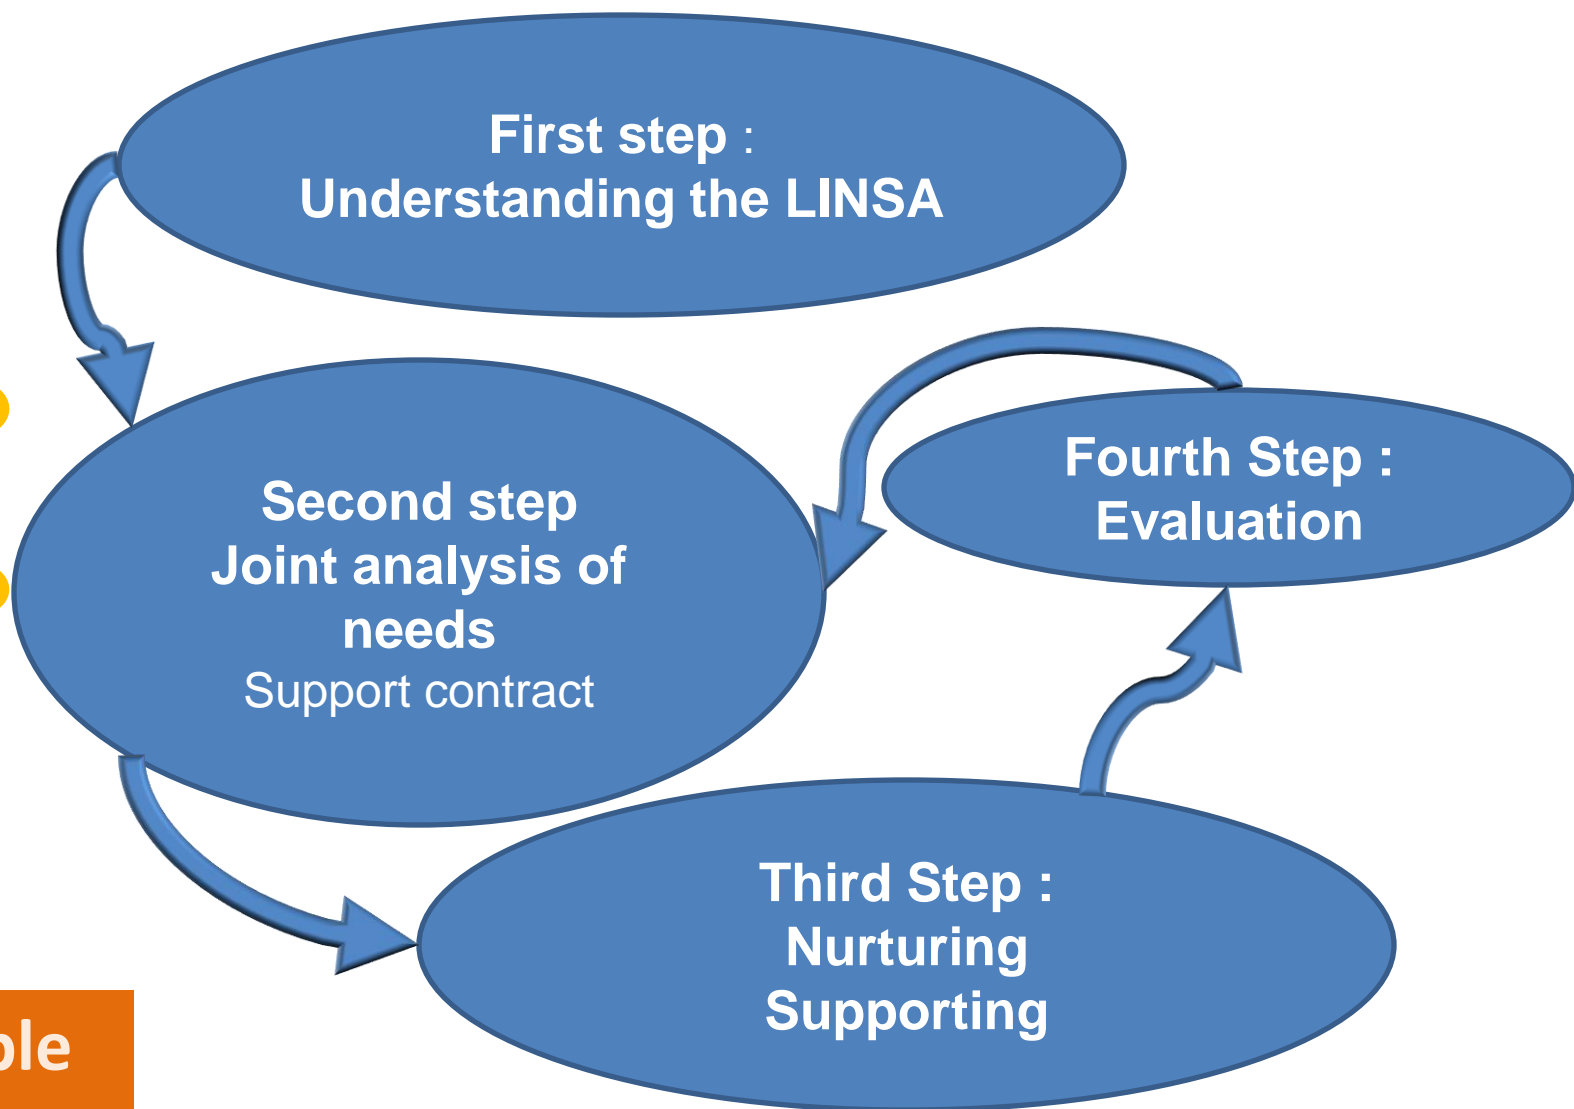 First step :
Understanding the LINSA
Second step
Joint analysis of
needs
Support contract
Fourth Step :
Evaluation
Third Step :
Nurturing
Supporting